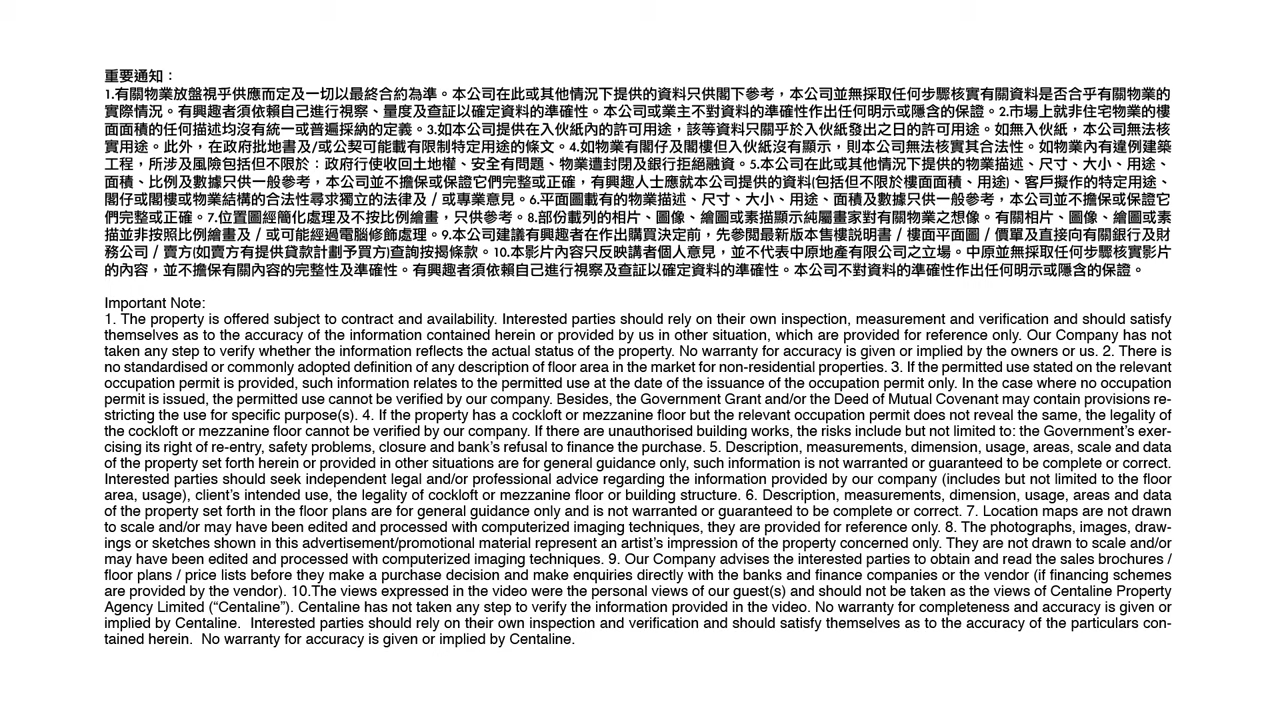 重要通知：
1.有關物業放盤視乎供應而定及一切以最終合約為準。本公司在此或其他情況下提供的資料只供閣下參考，本公司並無採取任何步驟核實有關資料是否合乎有關物業的
實際情況。有興趣者須依賴自己進行視察、量度及查証以確定資料的準確性。本公司或業主不對資料的準確性作出任何明示或隱含的保證。2.市場上就非住宅物業的樓
面面積的任何描述均沒有統一或普遍採納的定義。3.如本公司提供在入伙紙內的許可用途，該等資料只關乎於入伙紙發出之日的許可用途。如無入伙紙，本公司無法核
實用途。此外，在政府批地書及/或公契可能載有限制特定用途的條文。4.如物業有閣仔及閣樓但入伙紙沒有顯示，則本公司無法核實其合法性。如物業內有違例建築
工程，所涉及風險包括但不限於：政府行使收回土地權、安全有問題、物業遭封閉及銀行拒絕融資。5.本公司在此或其他情況下提供的物業描述、尺寸、大小、用途、
面積、比例及數據只供一般參考，本公司並不擔保或保證它們完整或正確，有興趣人士應就本公司提供的資料(包括但不限於樓面面積、用途)、客戶擬作的特定用途、
閣仔或閣樓或物業結構的合法性尋求獨立的法律及 / 或專業意見。6.平面圖載有的物業描述、尺寸、大小、用途、面積及數據只供一般參考，本公司並不擔保或保證它
們完整或正確。7.位置圖經簡化處理及不按比例繪畫，只供參考。8.部份載列的相片、圖像、繪圖或素描顯示純屬畫家對有關物業之想像。有關相片、圖像、繪圖或素
描並非按照比例繪畫及 / 或可能經過電腦修飾處理。9.本公司建議有興趣者在作出購買決定前，先參閱最新版本售樓說明書 / 樓面平面圖 / 價單及直接向有關銀行及財
務公司 / 賣方(如賣方有提供貸款計劃予買方)查詢按揭條款。10.本影片內容只反映講者個人意見，並不代表中原地產有限公司之立場。中原並無採取任何步驟核實影片
的內容，並不擔保有關內容的完整性及準確性。有興趣者須依賴自己進行視察及查証以確定資料的準確性。本公司不對資料的準確性作出任何明示或隱含的保證。
Important Note:
1. The property is offered subject to contract and availability. Interested parties should rely on their own inspection, measurement and verification and should satisfy
themselves as to the accuracy of the information contained herein or provided by us in other situation, which are provided for reference only. Our Company has not
taken any step to verify whether the information reflects the actual status of the property. No warranty for accuracy is given or implied by the owners or us. 2. There is
no standardised or commonly adopted definition of any description of floor area in the market for non-residential properties. 3. If the permitted use stated on the relevant
occupation permit is provided, such information relates to the permitted use at the date of the issuance of the occupation permit only. In the case where no occupation
permit is issued, the permitted use cannot be verified by our company. Besides, the Government Grant and/or the Deed of Mutual Covenant may contain provisions re-
stricting the use for specific purpose(s). 4. If the property has a cockloft or mezzanine floor but the relevant occupation permit does not reveal the same, the legality of
the cockloft or mezzanine floor cannot be verified by our company. If there are unauthorised building works, the risks include but not limited to: the Government's exer-
cising its right of re-entry, safety problems, closure and bank's refusal to finance the purchase. 5. Description, measurements, dimension, usage, areas, scale and data
of the property set forth herein or provided in other situations are for general guidance only, such information is not warranted or guaranteed to be complete or correct.
Interested parties should seek independent legal and/or professional advice regarding the information provided by our company (includes but not limited to the floor
area, usage), client's intended use, the legality of cockloft or mezzanine floor or building structure. 6. Description, measurements, dimension, usage, areas and data
of the property set forth in the floor plans are for general guidance only and is not warranted or guaranteed to be complete or correct. 7. Location maps are not drawn
to scale and/or may have been edited and processed with computerized imaging techniques, they are provided for reference only. 8. The photographs, images, draw-
ings or sketches shown in this advertisement/promotional material represent an artist's impression of the property concerned only. They are not drawn to scale and/or
may have been edited and processed with computerized imaging techniques. 9. Our Company advises the interested parties to obtain and read the sales brochures /
floor plans / price lists before they make a purchase decision and make enquiries directly with the banks and finance companies or the vendor (if financing schemes
are provided by the vendor). 10.The views expressed in the video were the personal views of our guest(s) and should not be taken as the views of Centaline Property
Agency Limited (“Centaline”). Centaline has not taken any step to verify the information provided in the video. No warranty for completeness and accuracy is given or
implied by Centaline.  Interested parties should rely on their own inspection and verification and should satisfy themselves as to the accuracy of the particulars con-
tained herein.  No warranty for accuracy is given or implied by Centaline.